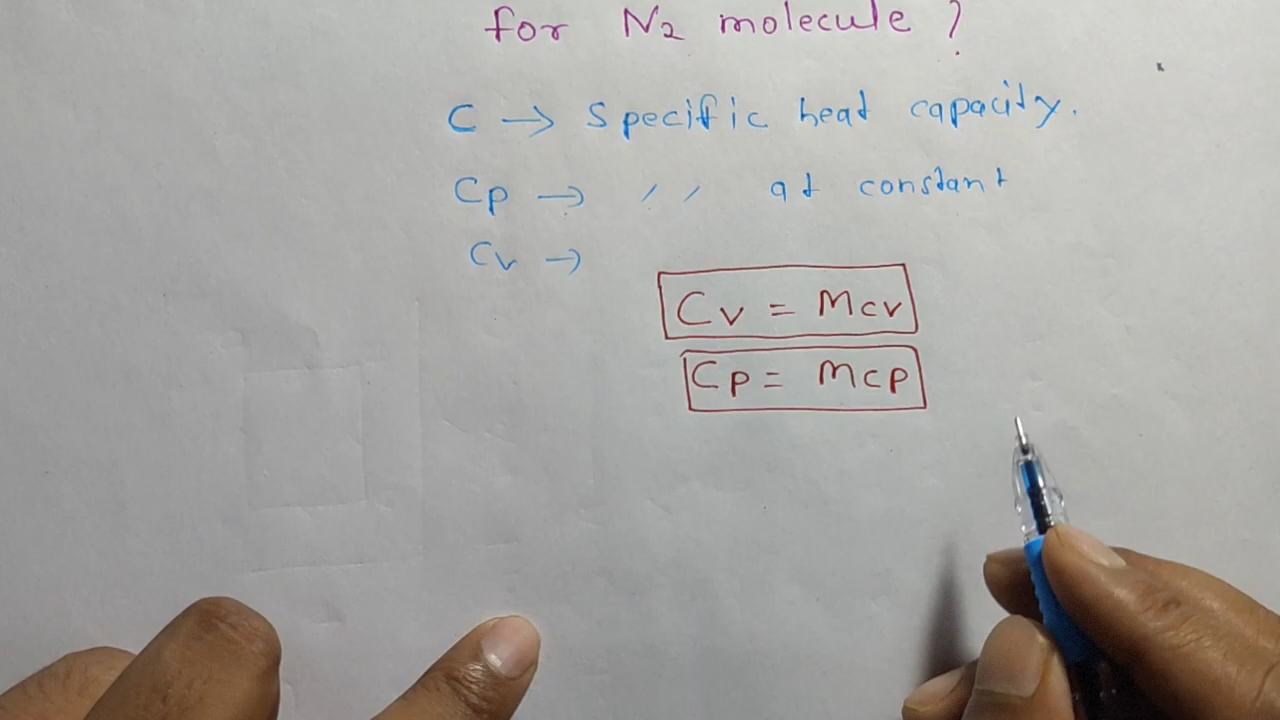 for N₂ molecule ?
C → Specific heat capacity.
Cp → ,, at constant
Cv →
Cv = Mcv
Cp = Mcp